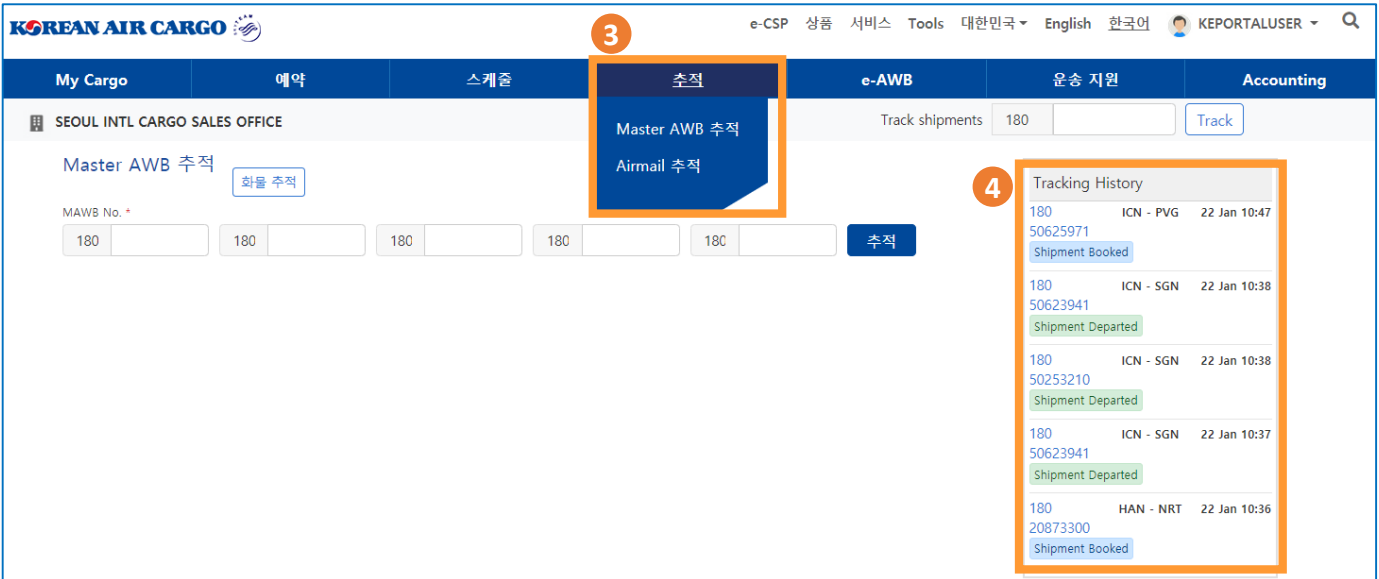 KOREAN AIR CARGO
e-CSP 상품 서비스 Tools 대한민국 English 한국어 KEPORTALUSER
3
My Cargo 예약 스케줄 추적 e-AWB 운송 지원 Accounting
SEOUL INTL CARGO SALES OFFICE
Master AWB 추적
Airmail 추적
Track shipments 180 Track
Master AWB 추적 화물 추적
MAWB No. *
180 180 180 180 180 추적
4
Tracking History
180 ICN - PVG 22 Jan 10:47
50625971
Shipment Booked
180 ICN - SGN 22 Jan 10:38
50623941
Shipment Departed
180 ICN - SGN 22 Jan 10:38
50253210
Shipment Departed
180 ICN - SGN 22 Jan 10:37
50623941
Shipment Departed
180 HAN - NRT 22 Jan 10:36
20873300
Shipment Booked